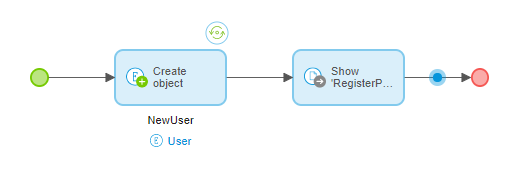 Create
object
Show
'RegisterP...
NewUser
E User